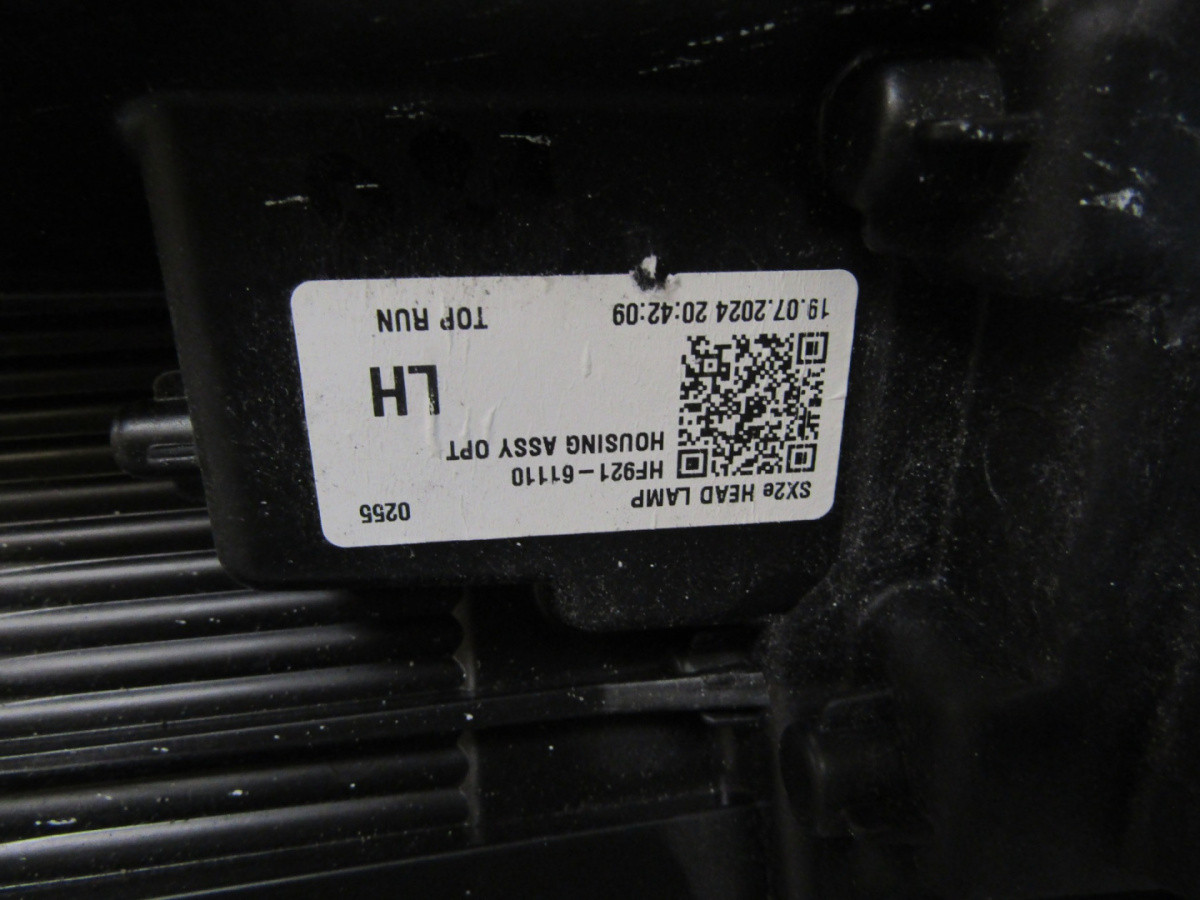 SX2e HEAD LAMP
0255
HF921-61110
HOUSING ASSY OPT
LH
19.07.2024 20:42:09
TOP RUN